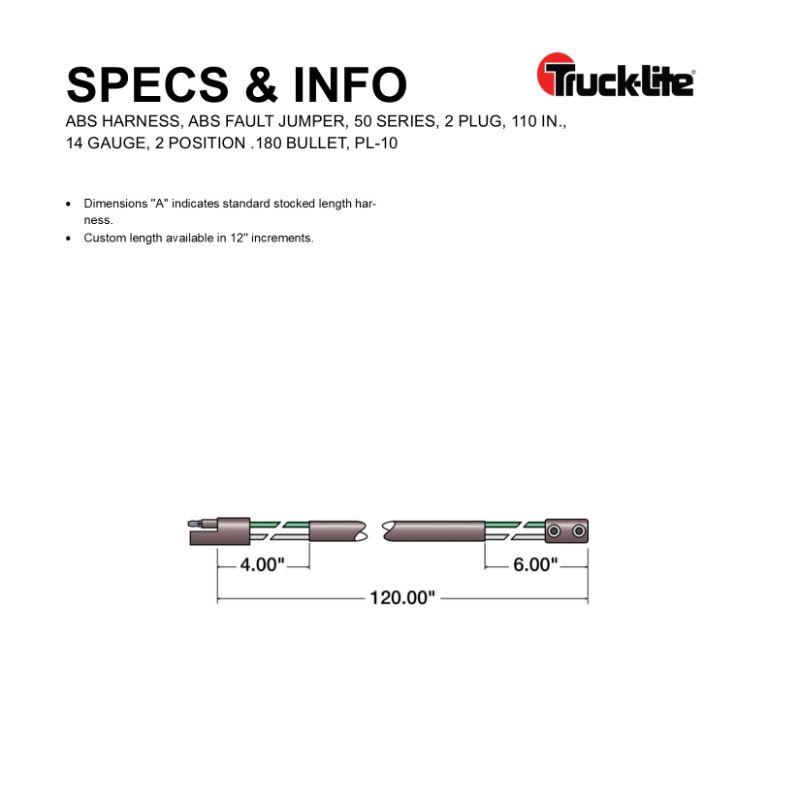 SPECS & INFO
Truck-Lite®
ABS HARNESS, ABS FAULT JUMPER, 50 SERIES, 2 PLUG, 110 IN.,
14 GAUGE, 2 POSITION .180 BULLET, PL-10
• Dimensions "A" indicates standard stocked length har-
ness.
• Custom length available in 12" increments.
4.00"
6.00"
120.00"